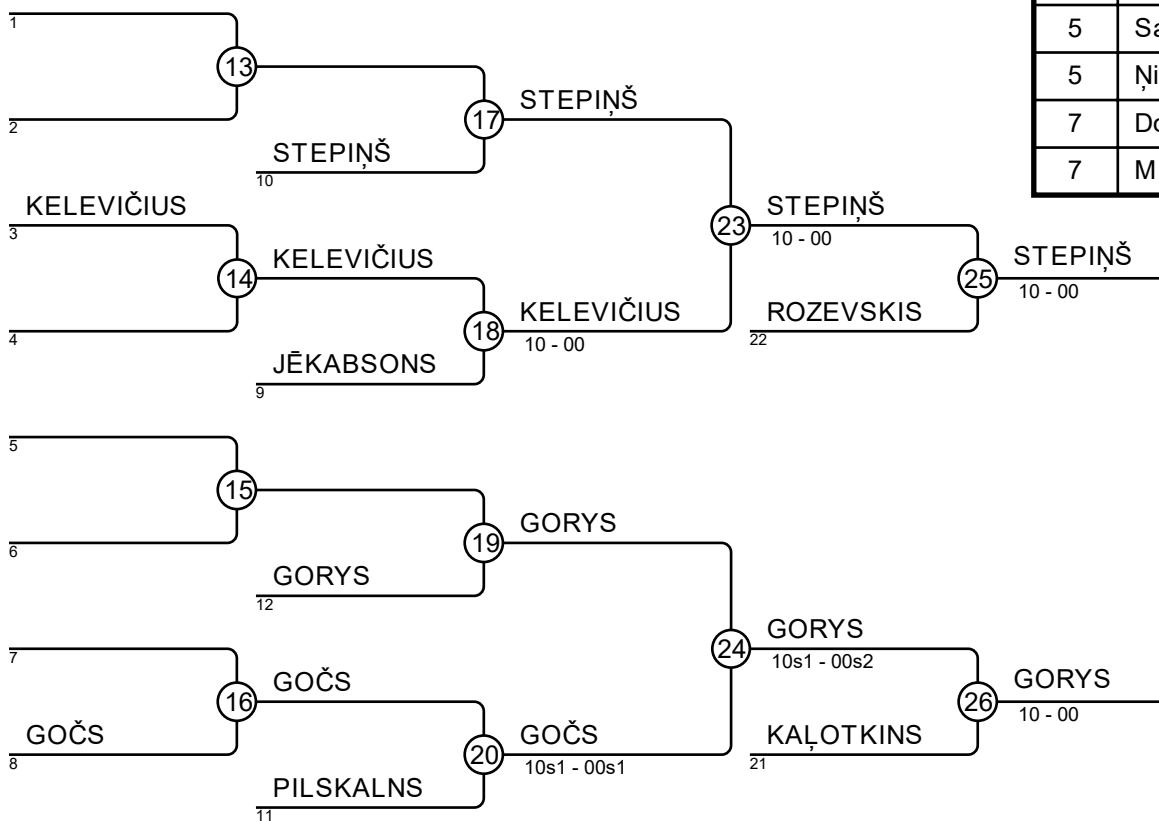 1
13
2
STEPIŅŠ
10
17
STEPIŅŠ
KELEVIČIUS
3
14
KELEVIČIUS
4
18
KELEVIČIUS
10 - 00
JĒKABSONS
9
23
STEPIŅŠ
10 - 00
ROZEVSKIS
22
25
STEPIŅŠ
10 - 00
5
15
6
19
GORYS
GORYS
12
7
16
GOČS
GOČS
8
20
GOČS
10s1 - 00s1
PILSKALNS
11
24
GORYS
10s1 - 00s2
KAĻOTKINS
21
26
GORYS
10 - 00
5 Sa
5 Ņi
7 Do
7 M